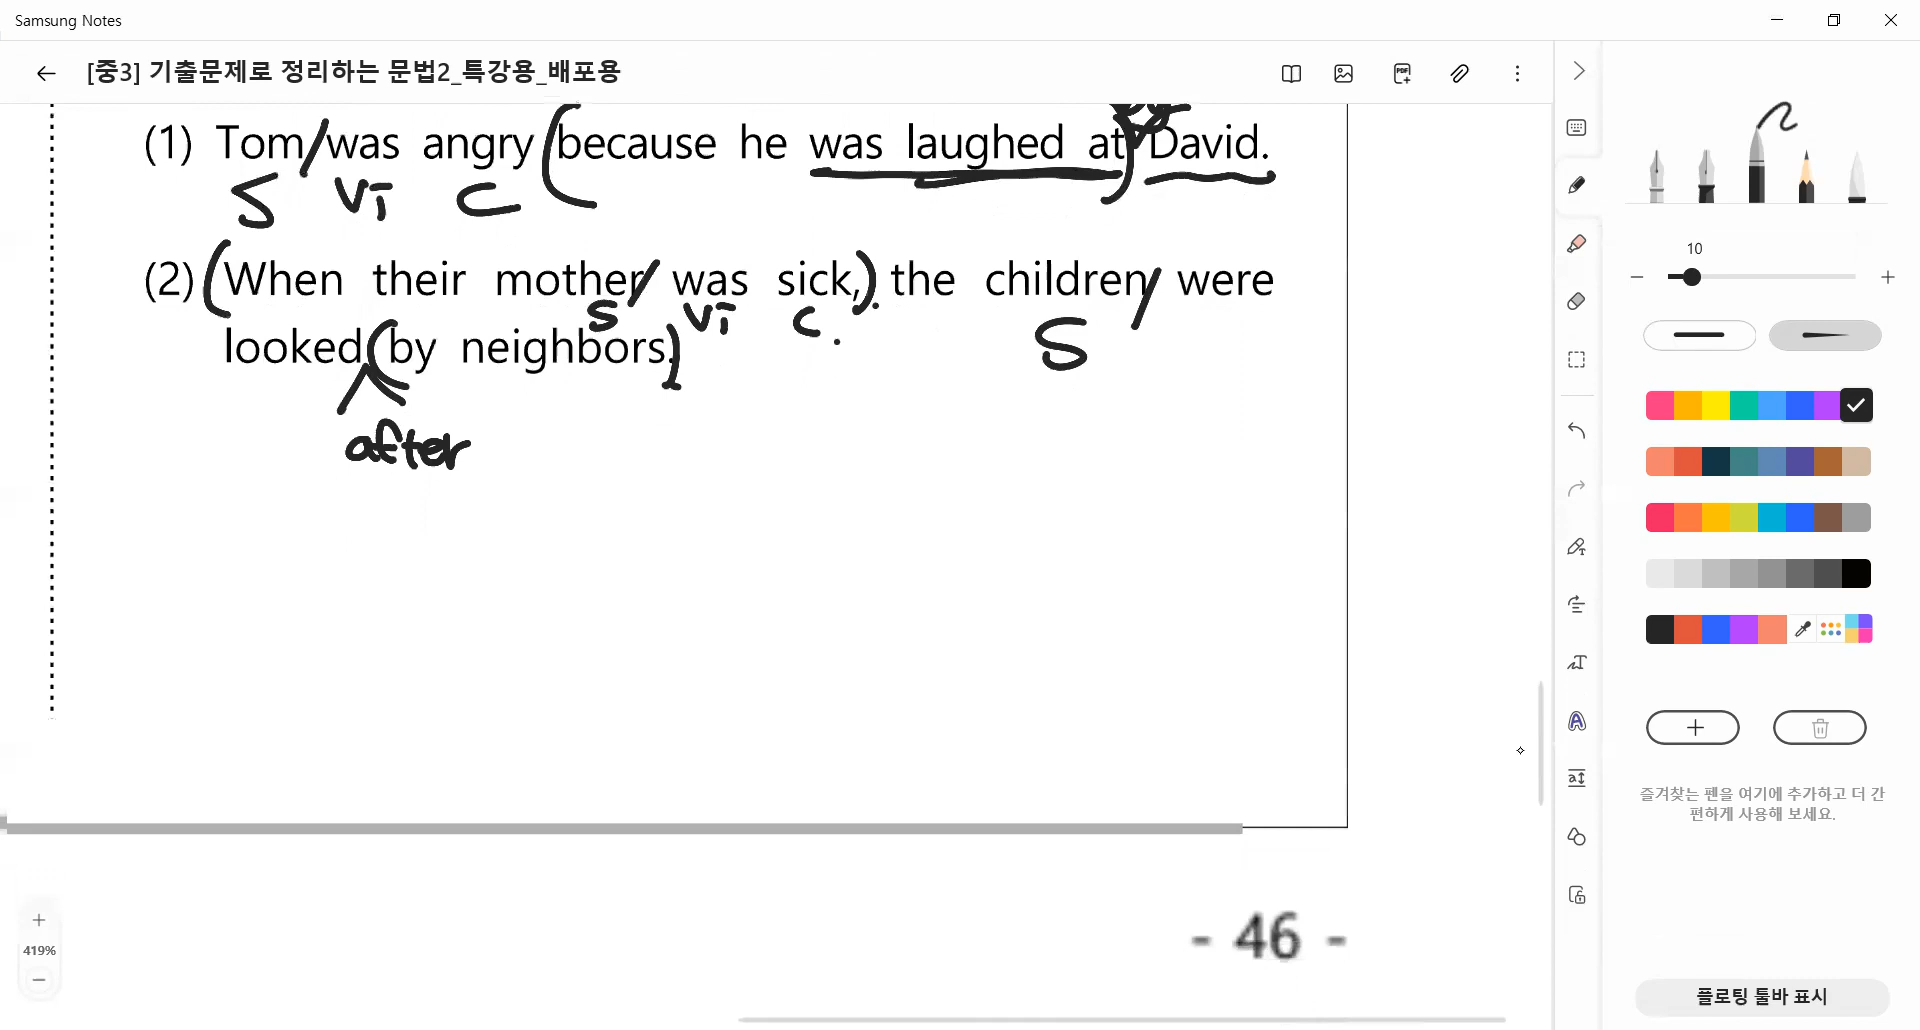 Samsung Notes
[중3] 기출문제로 정리하는 문법2_특강용_배포용
(1) Tom/was angry (because he was laughed at) David.
S Vi C
(2) (When their mother/ was sick,) the children/ were
S Vi C S
looked (by neighbors.)
after
- 46 -
419%
10
즐겨찾는 펜을 여기에 추가하고 더 간
편하게 사용해 보세요.
플로팅 툴바 표시